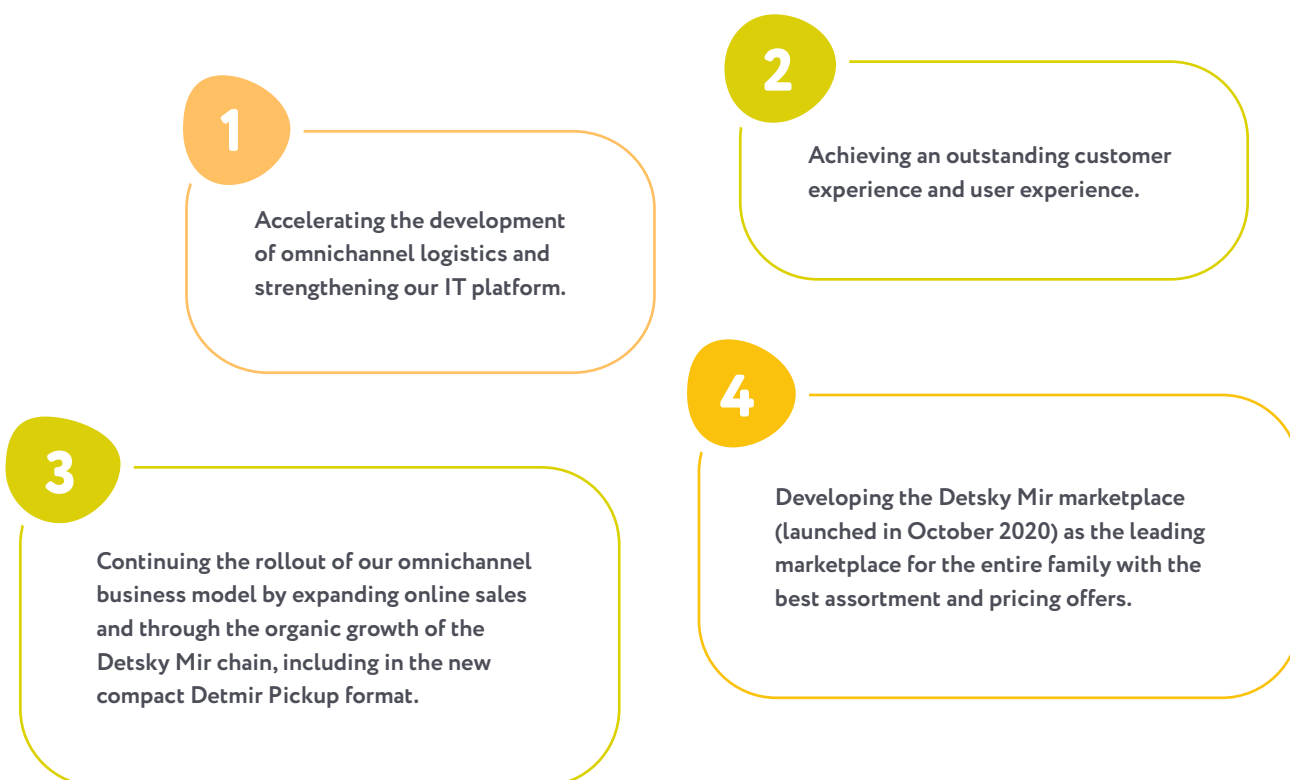 1
Accelerating the development
of omnichannel logistics and
strengthening our IT platform.
2
Achieving an outstanding customer
experience and user experience.
3
Continuing the rollout of our omnichannel
business model by expanding online sales
and through the organic growth of the
Detsky Mir chain, including in the new
compact Detmir Pickup format.
4
Developing the Detsky Mir marketplace
(launched in October 2020) as the leading
marketplace for the entire family with the
best assortment and pricing offers.